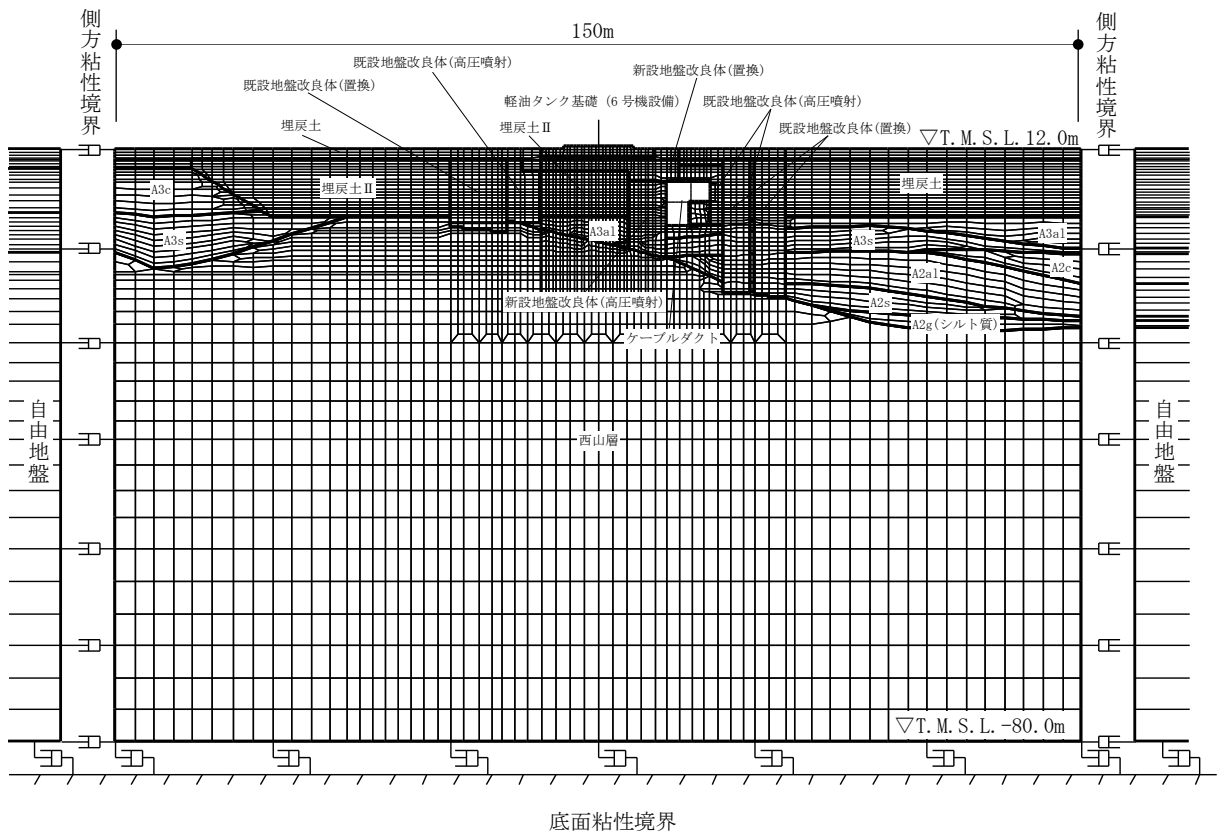 側方粘性境界
側方粘性境界
150m
既設地盤改良体(高圧噴射)
新設地盤改良体(置換)
既設地盤改良体(置換)
軽油タンク基礎（6号機設備）
既設地盤改良体(高圧噴射)
埋戻土
埋戻土Ⅱ
既設地盤改良体(置換)
▽T.M.S.L.12.0m
A3c
埋戻土Ⅱ
埋戻土
A3s
A3a1
A3s
A3a1
A2c
A2a1
新設地盤改良体(高圧噴射)
A2s
A2g(シルト質)
ケーブルダクト
自由地盤
西山層
自由地盤
▽T.M.S.L.-80.0m
底面粘性境界